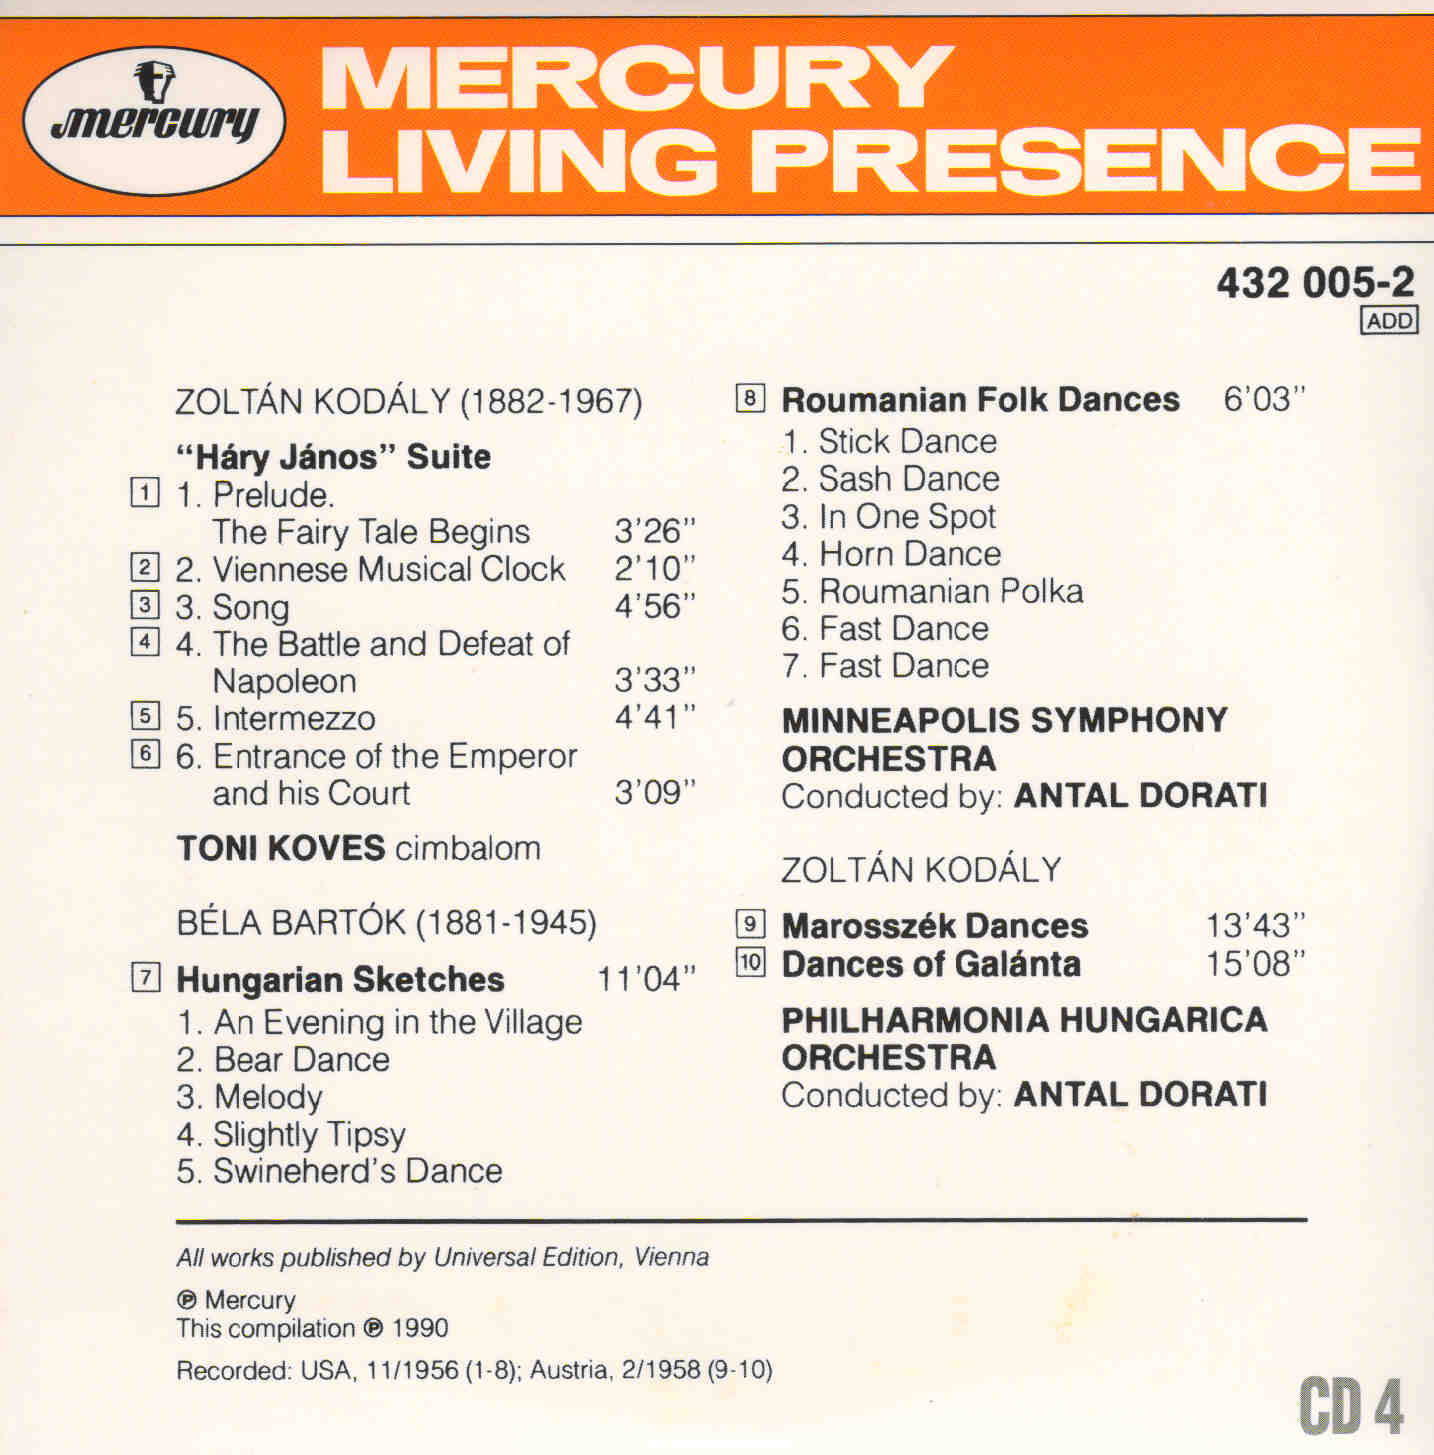 mercury
MERCURY
LIVING PRESENCE
432 005-2
ADD
ZOLTÁN KODÁLY (1882-1967)
“Háry János” Suite
1 1. Prelude.
The Fairy Tale Begins 3'26”
2 2. Viennese Musical Clock 2'10”
3 3. Song 4'56”
4 4. The Battle and Defeat of
Napoleon 3'33”
5 5. Intermezzo 4'41”
6 6. Entrance of the Emperor
and his Court 3'09”
TONI KOVES cimbalom
BÉLA BARTÓK (1881-1945)
7 Hungarian Sketches 11'04”
1. An Evening in the Village
2. Bear Dance
3. Melody
4. Slightly Tipsy
5. Swineherd's Dance
8 Roumanian Folk Dances 6'03”
1. Stick Dance
2. Sash Dance
3. In One Spot
4. Horn Dance
5. Roumanian Polka
6. Fast Dance
7. Fast Dance
MINNEAPOLIS SYMPHONY
ORCHESTRA
Conducted by: ANTAL DORATI
ZOLTÁN KODÁLY
9 Marosszék Dances 13'43”
10 Dances of Galánta 15'08”
PHILHARMONIA HUNGARICA
ORCHESTRA
Conducted by: ANTAL DORATI
All works published by Universal Edition, Vienna
℗ Mercury
This compilation ℗ 1990
Recorded: USA, 11/1956 (1-8); Austria, 2/1958 (9-10)
CD 4